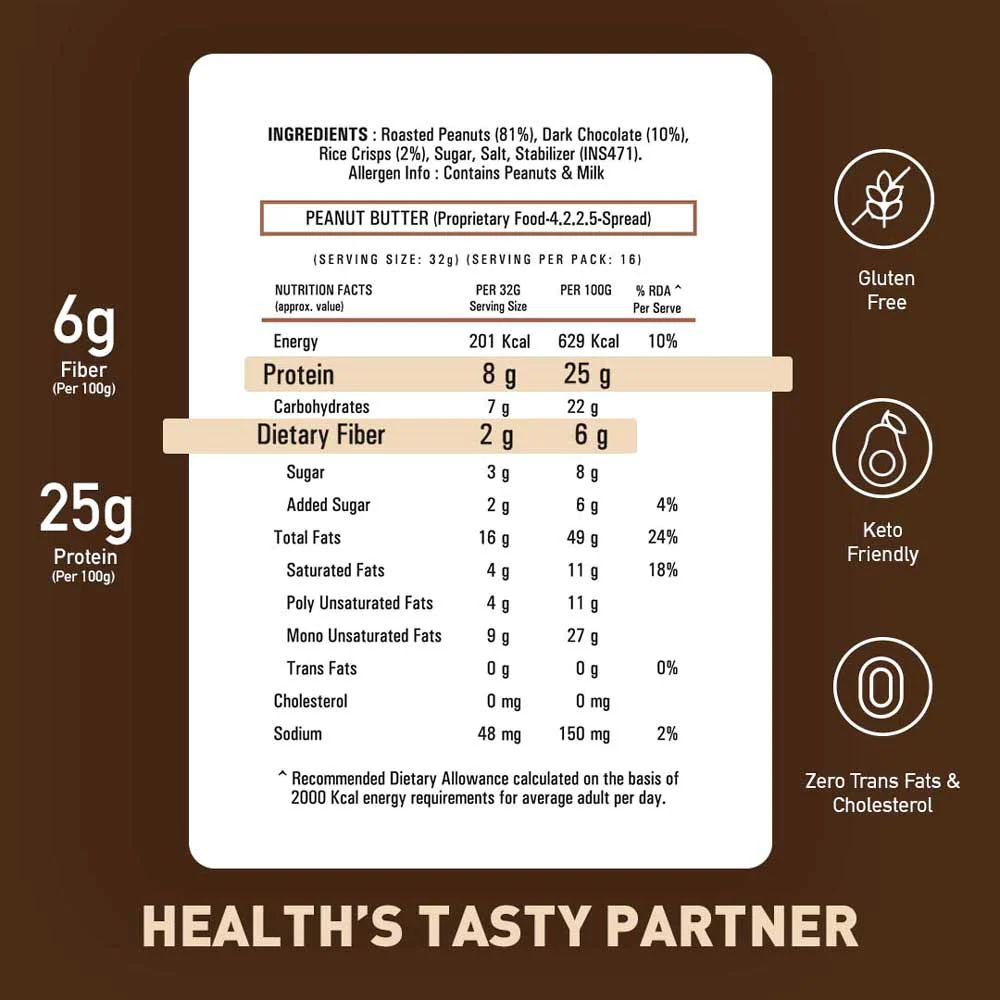 INGREDIENTS : Roasted Peanuts (81%), Dark Chocolate (10%),
Rice Crisps (2%), Sugar, Salt, Stabilizer (INS471).
Allergen Info : Contains Peanuts & Milk
PEANUT BUTTER (Proprietary Food-4.2.2.5-Spread)
(SERVING SIZE: 32g) (SERVING PER PACK: 16)
NUTRITION FACTS PER 32G PER 100G % RDA ^
(approx. value) Serving Size Per Serve
Energy 201 Kcal 629 Kcal 10%
Protein 8 g 25 g
Carbohydrates 7 g 22 g
Dietary Fiber 2 g 6 g
Sugar 3 g 8 g
Added Sugar 2 g 6 g 4%
Total Fats 16 g 49 g 24%
Saturated Fats 4 g 11 g 18%
Poly Unsaturated Fats 4 g 11 g
Mono Unsaturated Fats 9 g 27 g
Trans Fats 0 g 0 g 0%
Cholesterol 0 mg 0 mg
Sodium 48 mg 150 mg 2%
^ Recommended Dietary Allowance calculated on the basis of
2000 Kcal energy requirements for average adult per day.
6g
Fiber
(Per 100g)
25g
Protein
(Per 100g)
Gluten
Free
Keto
Friendly
Zero Trans Fats &
Cholesterol
HEALTH'S TASTY PARTNER